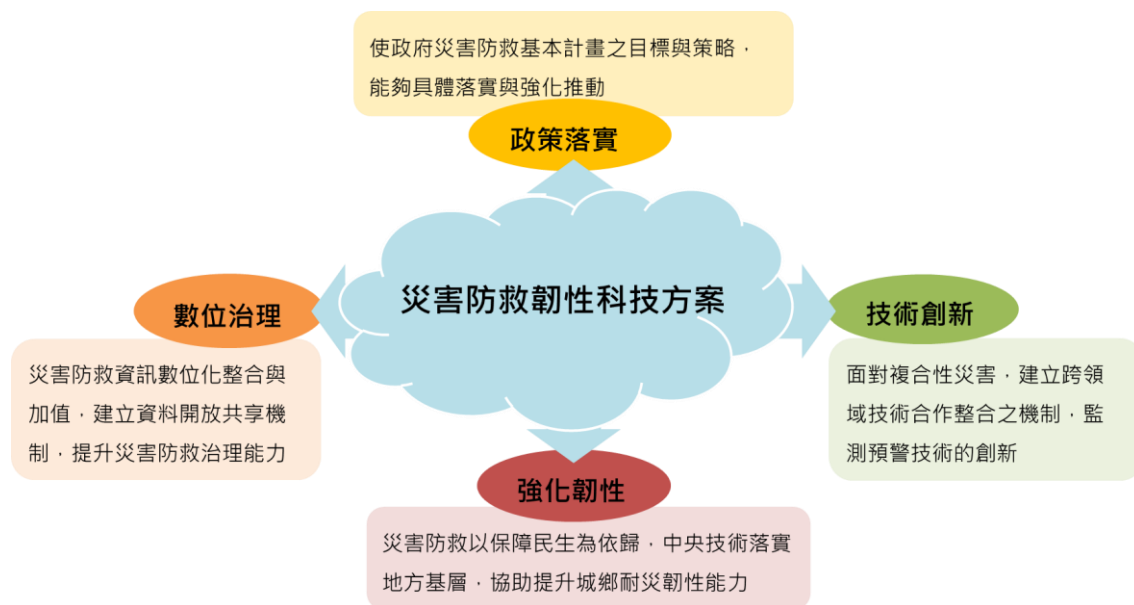 使政府災害防救基本計畫之目標與策略，
能夠具體落實與強化推動
政策落實
災害防救韌性科技方案
數位治理
災害防救資訊數位化整合與
加值，建立資料開放共享機
制，提升災害防救治理能力
技術創新
面對複合性災害，建立跨領
域技術合作整合之機制，監
測預警技術的創新
強化韌性
災害防救以保障民生為依歸，中央技術落實
地方基層，協助提升城鄉耐災韌性能力